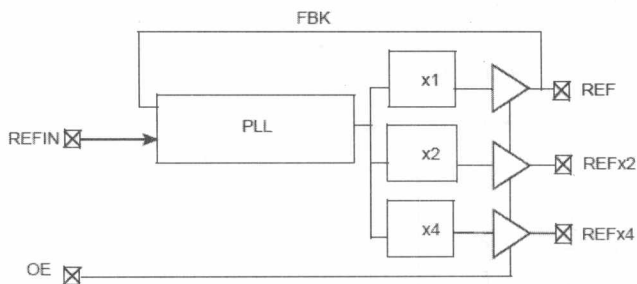 FBK
x1
REF
PLL
REFIN
x2
REFx2
x4
REFx4
OE